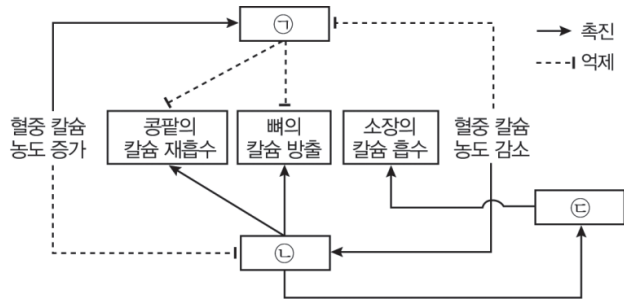 ㉠
촉진
억제
혈중 칼슘
농도 증가
콩팥의
칼슘 재흡수
뼈의
칼슘 방출
소장의
칼슘 흡수
혈중 칼슘
농도 감소
㉢
㉡